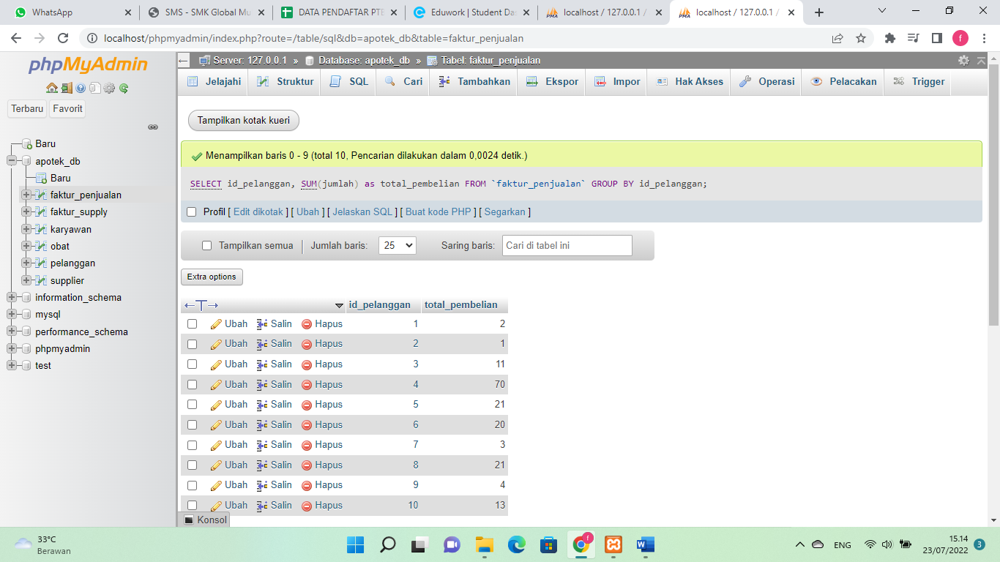 WhatsApp
SMS - SMK Global Mu
DATA PENDAFTAR PTE
Eduwork | Student Das
localhost / 127.0.0.1 /
localhost / 127.0.0.1 /
localhost/phpmyadmin/index.php?route=/table/sql&db=apotek_db&table=faktur_penjualan
f
phpMyAdmin
Terbaru Favorit
Baru
apotek_db
Baru
faktur_penjualan
faktur_supply
karyawan
obat
pelanggan
supplier
information_schema
mysql
performance_schema
phpmyadmin
test
Server: 127.0.0.1 » Database: apotek_db » Tabel: faktur_penjualan
Jelajahi Struktur SQL Cari Tambahkan Ekspor Impor Hak Akses Operasi Pelacakan Trigger
Tampilkan kotak kueri
Menampilkan baris 0 - 9 (total 10, Pencarian dilakukan dalam 0,0024 detik.)
SELECT id_pelanggan, SUM(jumlah) as total_pembelian FROM `faktur_penjualan` GROUP BY id_pelanggan;
Profil [ Edit dikotak ] [ Ubah ] [ Jelaskan SQL ] [ Buat kode PHP ] [ Segarkan ]
Tampilkan semua | Jumlah baris: 25 Saring baris: Cari di tabel ini
Extra options
←T→ id_pelanggan total_pembelian
Ubah Salin Hapus 1 2
Ubah Salin Hapus 2 1
Ubah Salin Hapus 3 11
Ubah Salin Hapus 4 70
Ubah Salin Hapus 5 21
Ubah Salin Hapus 6 20
Ubah Salin Hapus 7 3
Ubah Salin Hapus 8 21
Ubah Salin Hapus 9 4
Ubah Salin Hapus 10 13
Konsol
33°C
Berawan
f
ENG
15.14
23/07/2022
3